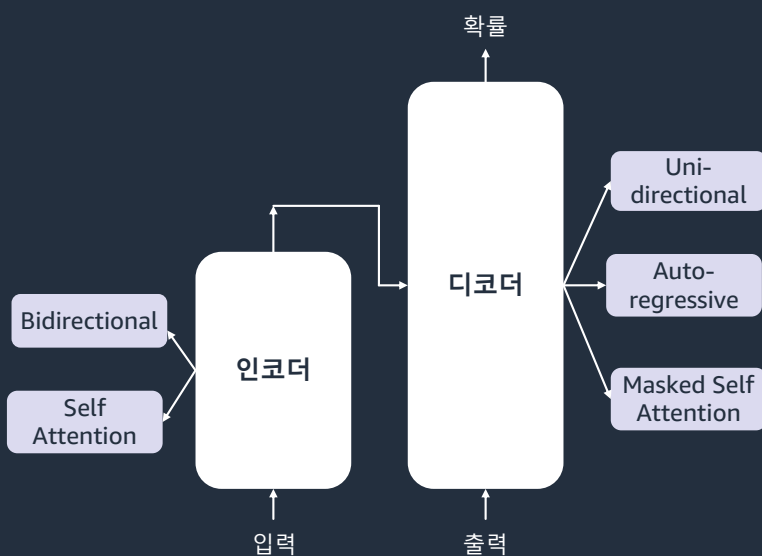 확률
Uni-
directional
디코더
Auto-
regressive
Bidirectional
인코더
Masked Self
Attention
Self
Attention
입력
출력